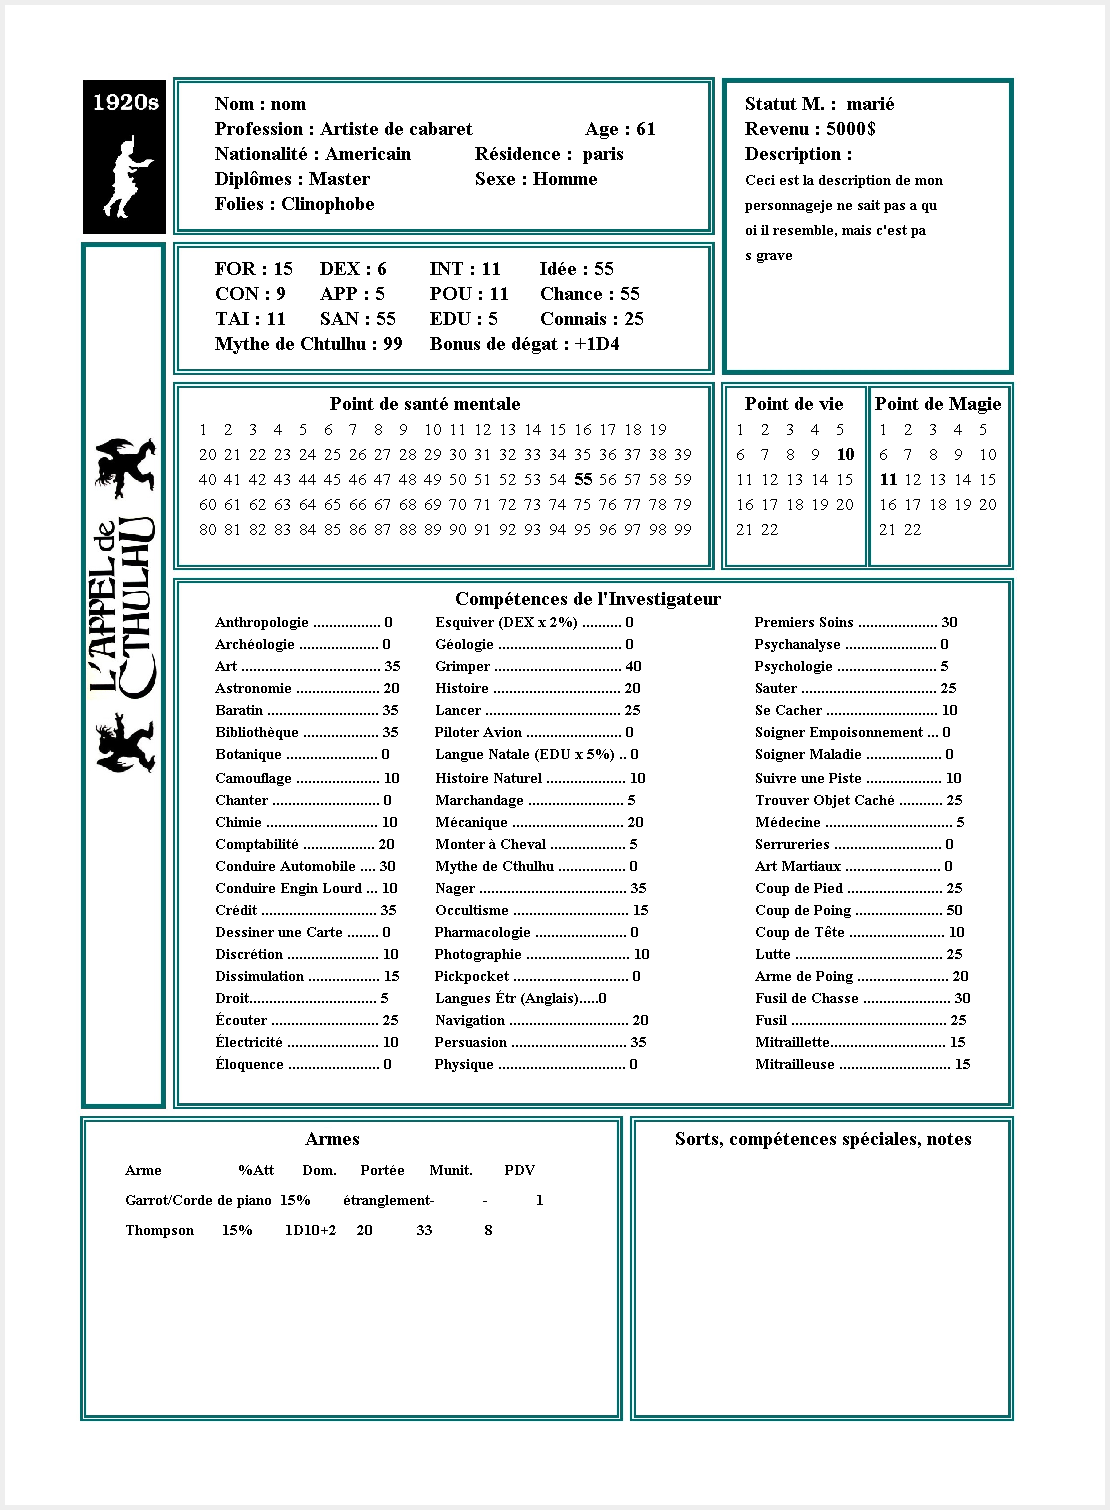 1920s
Nom : nom
Profession : Artiste de cabaret Age : 61
Nationalité : Americain Résidence : paris
Diplômes : Master Sexe : Homme
Folies : Clinophobe
Statut M. : marié
Revenu : 5000$
Description :
Ceci est la description de mon
personnageje ne sait pas a qu
oi il resemble, mais c'est pa
s grave
FOR : 15 DEX : 6 INT : 11 Idée : 55
CON : 9 APP : 5 POU : 11 Chance : 55
TAI : 11 SAN : 55 EDU : 5 Connais : 25
Mythe de Chtulhu : 99 Bonus de dégat : +1D4
L'APPEL de
CTHULHU
Point de santé mentale
1 2 3 4 5 6 7 8 9 10 11 12 13 14 15 16 17 18 19
20 21 22 23 24 25 26 27 28 29 30 31 32 33 34 35 36 37 38 39
40 41 42 43 44 45 46 47 48 49 50 51 52 53 54 55 56 57 58 59
60 61 62 63 64 65 66 67 68 69 70 71 72 73 74 75 76 77 78 79
80 81 82 83 84 85 86 87 88 89 90 91 92 93 94 95 96 97 98 99
Point de vie
1 2 3 4 5
6 7 8 9 10
11 12 13 14 15
16 17 18 19 20
21 22
Point de Magie
1 2 3 4 5
6 7 8 9 10
11 12 13 14 15
16 17 18 19 20
21 22
Compétences de l'Investigateur
Anthropologie ................. 0
Archéologie .................... 0
Art ................................... 35
Astronomie ..................... 20
Baratin ............................ 35
Bibliothèque ................... 35
Botanique ....................... 0
Camouflage ..................... 10
Chanter ........................... 0
Chimie ............................ 10
Comptabilité .................. 20
Conduire Automobile .... 30
Conduire Engin Lourd ... 10
Crédit ............................. 35
Dessiner une Carte ........ 0
Discrétion ....................... 10
Dissimulation .................. 15
Droit................................ 5
Écouter ........................... 25
Électricité ....................... 10
Éloquence ....................... 0
Esquiver (DEX x 2%) .......... 0
Géologie ............................... 0
Grimper ................................ 40
Histoire ................................ 20
Lancer .................................. 25
Piloter Avion ........................ 0
Langue Natale (EDU x 5%) .. 0
Histoire Naturel .................... 10
Marchandage ........................ 5
Mécanique ............................ 20
Monter à Cheval ................... 5
Mythe de Cthulhu ................. 0
Nager ..................................... 35
Occultisme ............................. 15
Pharmacologie ....................... 0
Photographie .......................... 10
Pickpocket ............................. 0
Langues Étr (Anglais).....0
Navigation .............................. 20
Persuasion ............................. 35
Physique ................................ 0
Premiers Soins .................... 30
Psychanalyse ....................... 0
Psychologie ......................... 5
Sauter .................................. 25
Se Cacher ............................ 10
Soigner Empoisonnement ... 0
Soigner Maladie ................... 0
Suivre une Piste ................... 10
Trouver Objet Caché ........... 25
Médecine ................................ 5
Serrureries ........................... 0
Art Martiaux ........................ 0
Coup de Pied ........................ 25
Coup de Poing ...................... 50
Coup de Tête ........................ 10
Lutte ..................................... 25
Arme de Poing ...................... 20
Fusil de Chasse ...................... 30
Fusil ....................................... 25
Mitraillette............................. 15
Mitrailleuse ............................ 15
Armes
Arme %Att Dom. Portée Munit. PDV
Garrot/Corde de piano 15% étranglement- - 1
Thompson 15% 1D10+2 20 33 8
Sorts, compétences spéciales, notes